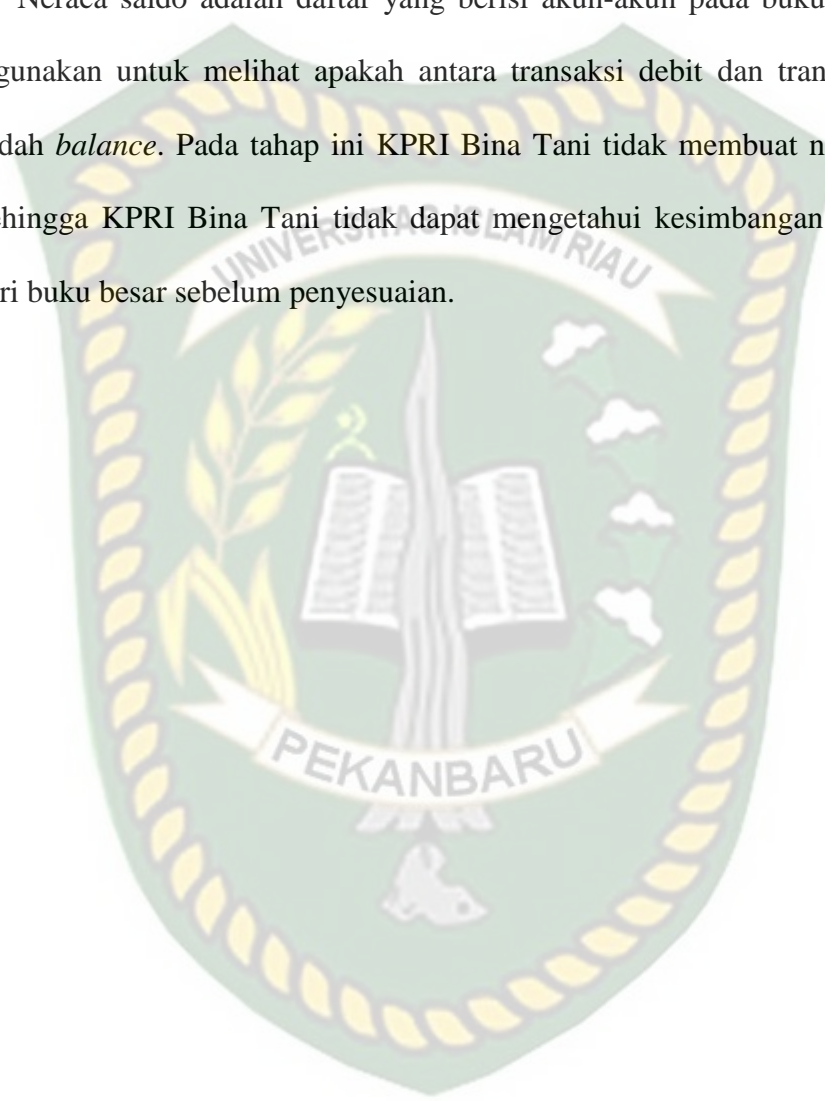 Neraca saldo adalah daftar yang berisi akun-akun pada buku
gunakan untuk melihat apakah antara transaksi debit dan tran
dah balance. Pada tahap ini KPRI Bina Tani tidak membuat n
ehingga KPRI Bina Tani tidak dapat mengetahui kesimbangan
ri buku besar sebelum penyesuaian.
UNIVERSITAS ISLAM RIAU
PEKANBARU